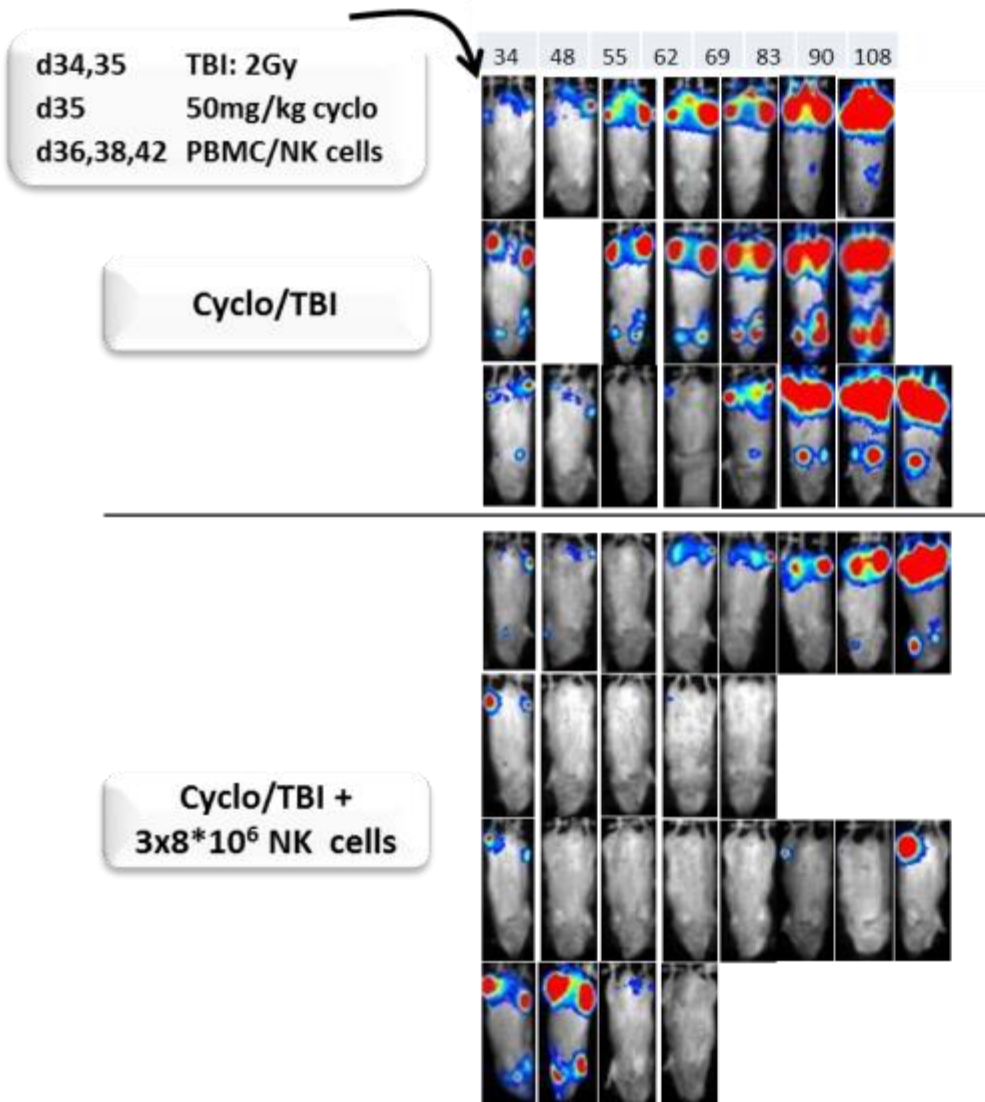 34 48 55 62 69 83 90 108
d34,35 TBI: 2Gy
d35 50mg/kg cyclo
d36,38,42 PBMC/NK cells
Cyclo/TBI
Cyclo/TBI +
3x8*10⁶ NK cells